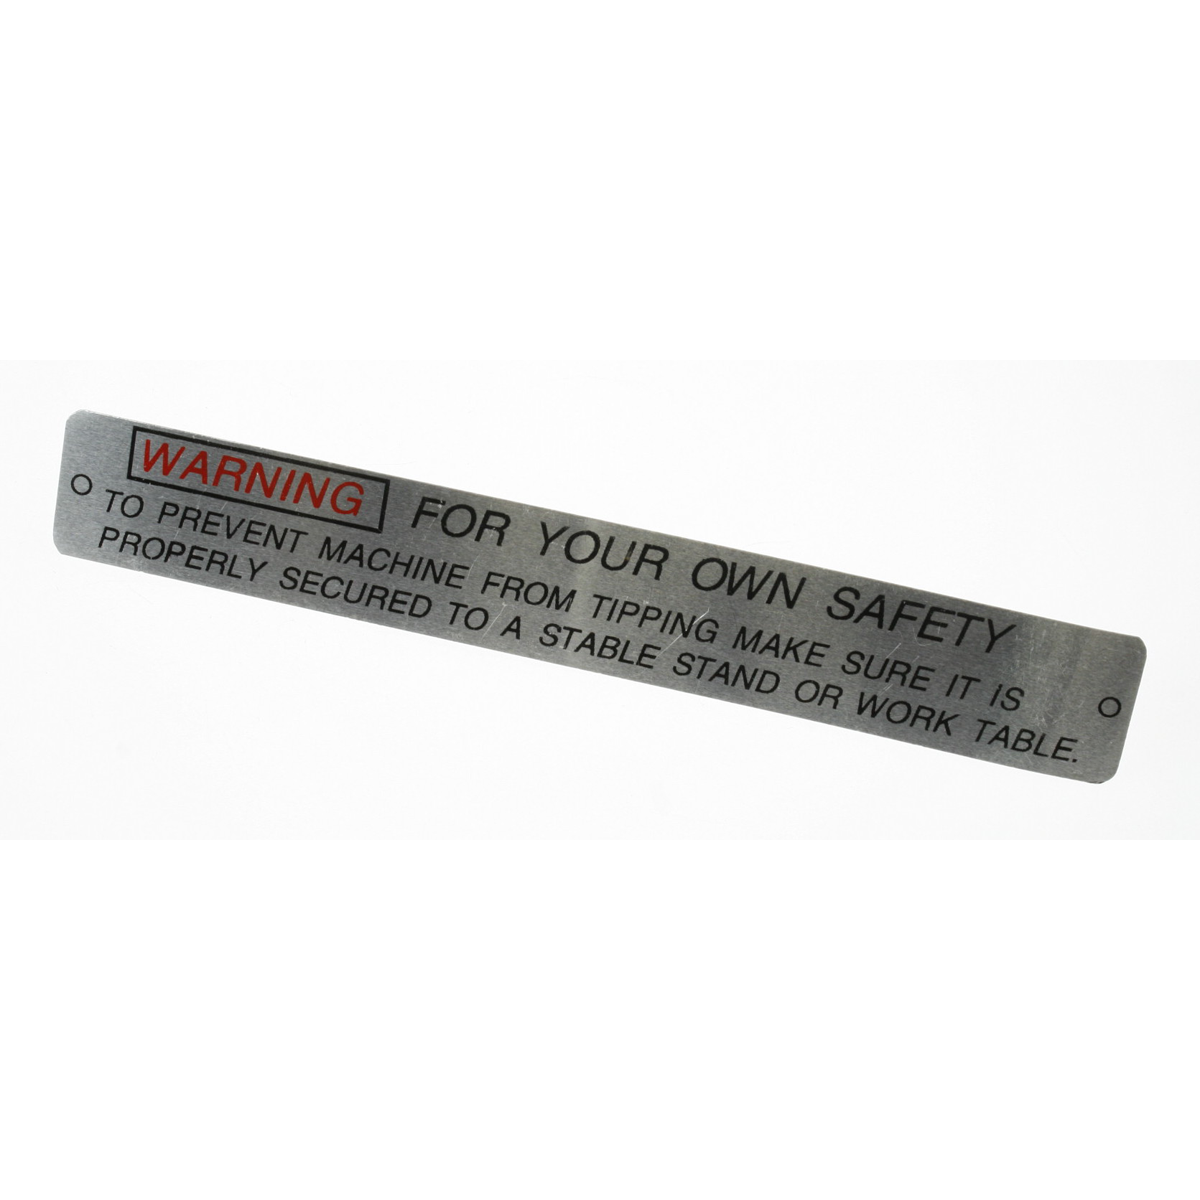 WARNING FOR YOUR OWN SAFETY
TO PREVENT MACHINE FROM TIPPING MAKE SURE IT IS
PROPERLY SECURED TO A STABLE STAND OR WORK TABLE.